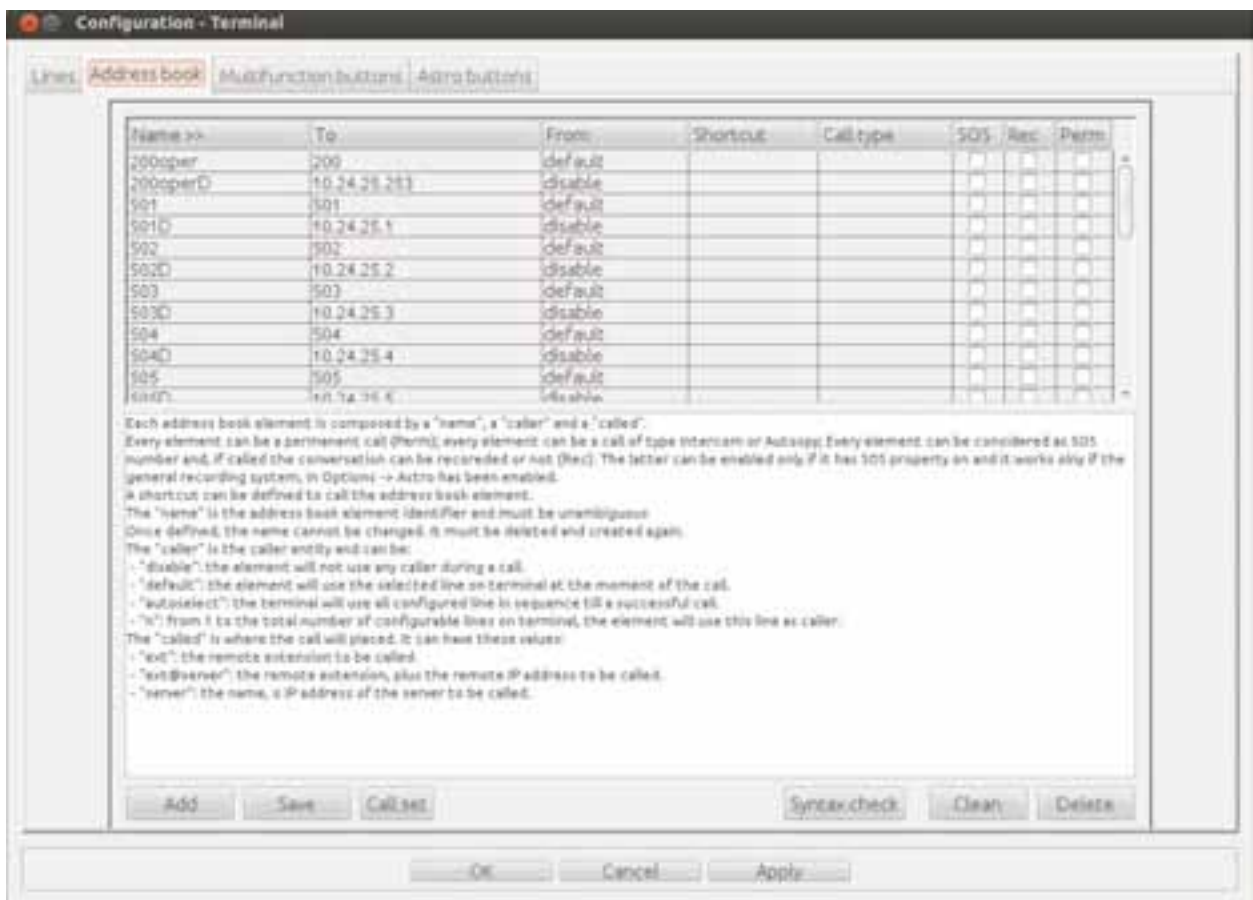 Configuration - Terminal
Lines Address book Multifunction buttons Astro buttons
Name >> To From Shortcut Call type SOS Rec Perm
200oper 200 default
200operD 10.24.25.253 disable
501 501 default
501D 10.24.25.1 disable
502 502 default
502D 10.24.25.2 disable
503 503 default
503D 10.24.25.3 disable
504 504 default
504D 10.24.25.4 disable
505 505 default
505D 10.24.25.5 disable
Each address book element is composed by a "name", a "caller" and a "called".
Every element can be a permanent call (Perm); every element can be a call of type Intercom or Autospy; Every element can be considered as SOS
number and, if called the conversation can be recoreded or not (Rec). The latter can be enabled only if it has SOS property on and it works olny if the
general recording system, in Options -> Astro has been enabled.
A shortcut can be defined to call the address book element.
The "name" is the address book element identifier and must be unambiguous
Once defined, the name cannot be changed. It must be deleted and created again.
The "caller" is the caller entity and can be:
- "disable": the element will not use any caller during a call.
- "default": the element will use the selected line on terminal at the moment of the call.
- "autoselect": the terminal will use all configured line in sequence till a successful call.
- "n": from 1 to the total number of configurable lines on terminal, the element will use this line as caller.
The "called" is where the call will placed. It can have these values:
- "ext": the remote extension to be called.
- "ext@server": the remote extension, plus the remote IP address to be called.
- "server": the name, o IP address of the server to be called.
Add Save Call set Syntax check Clean Delete
OK Cancel Apply